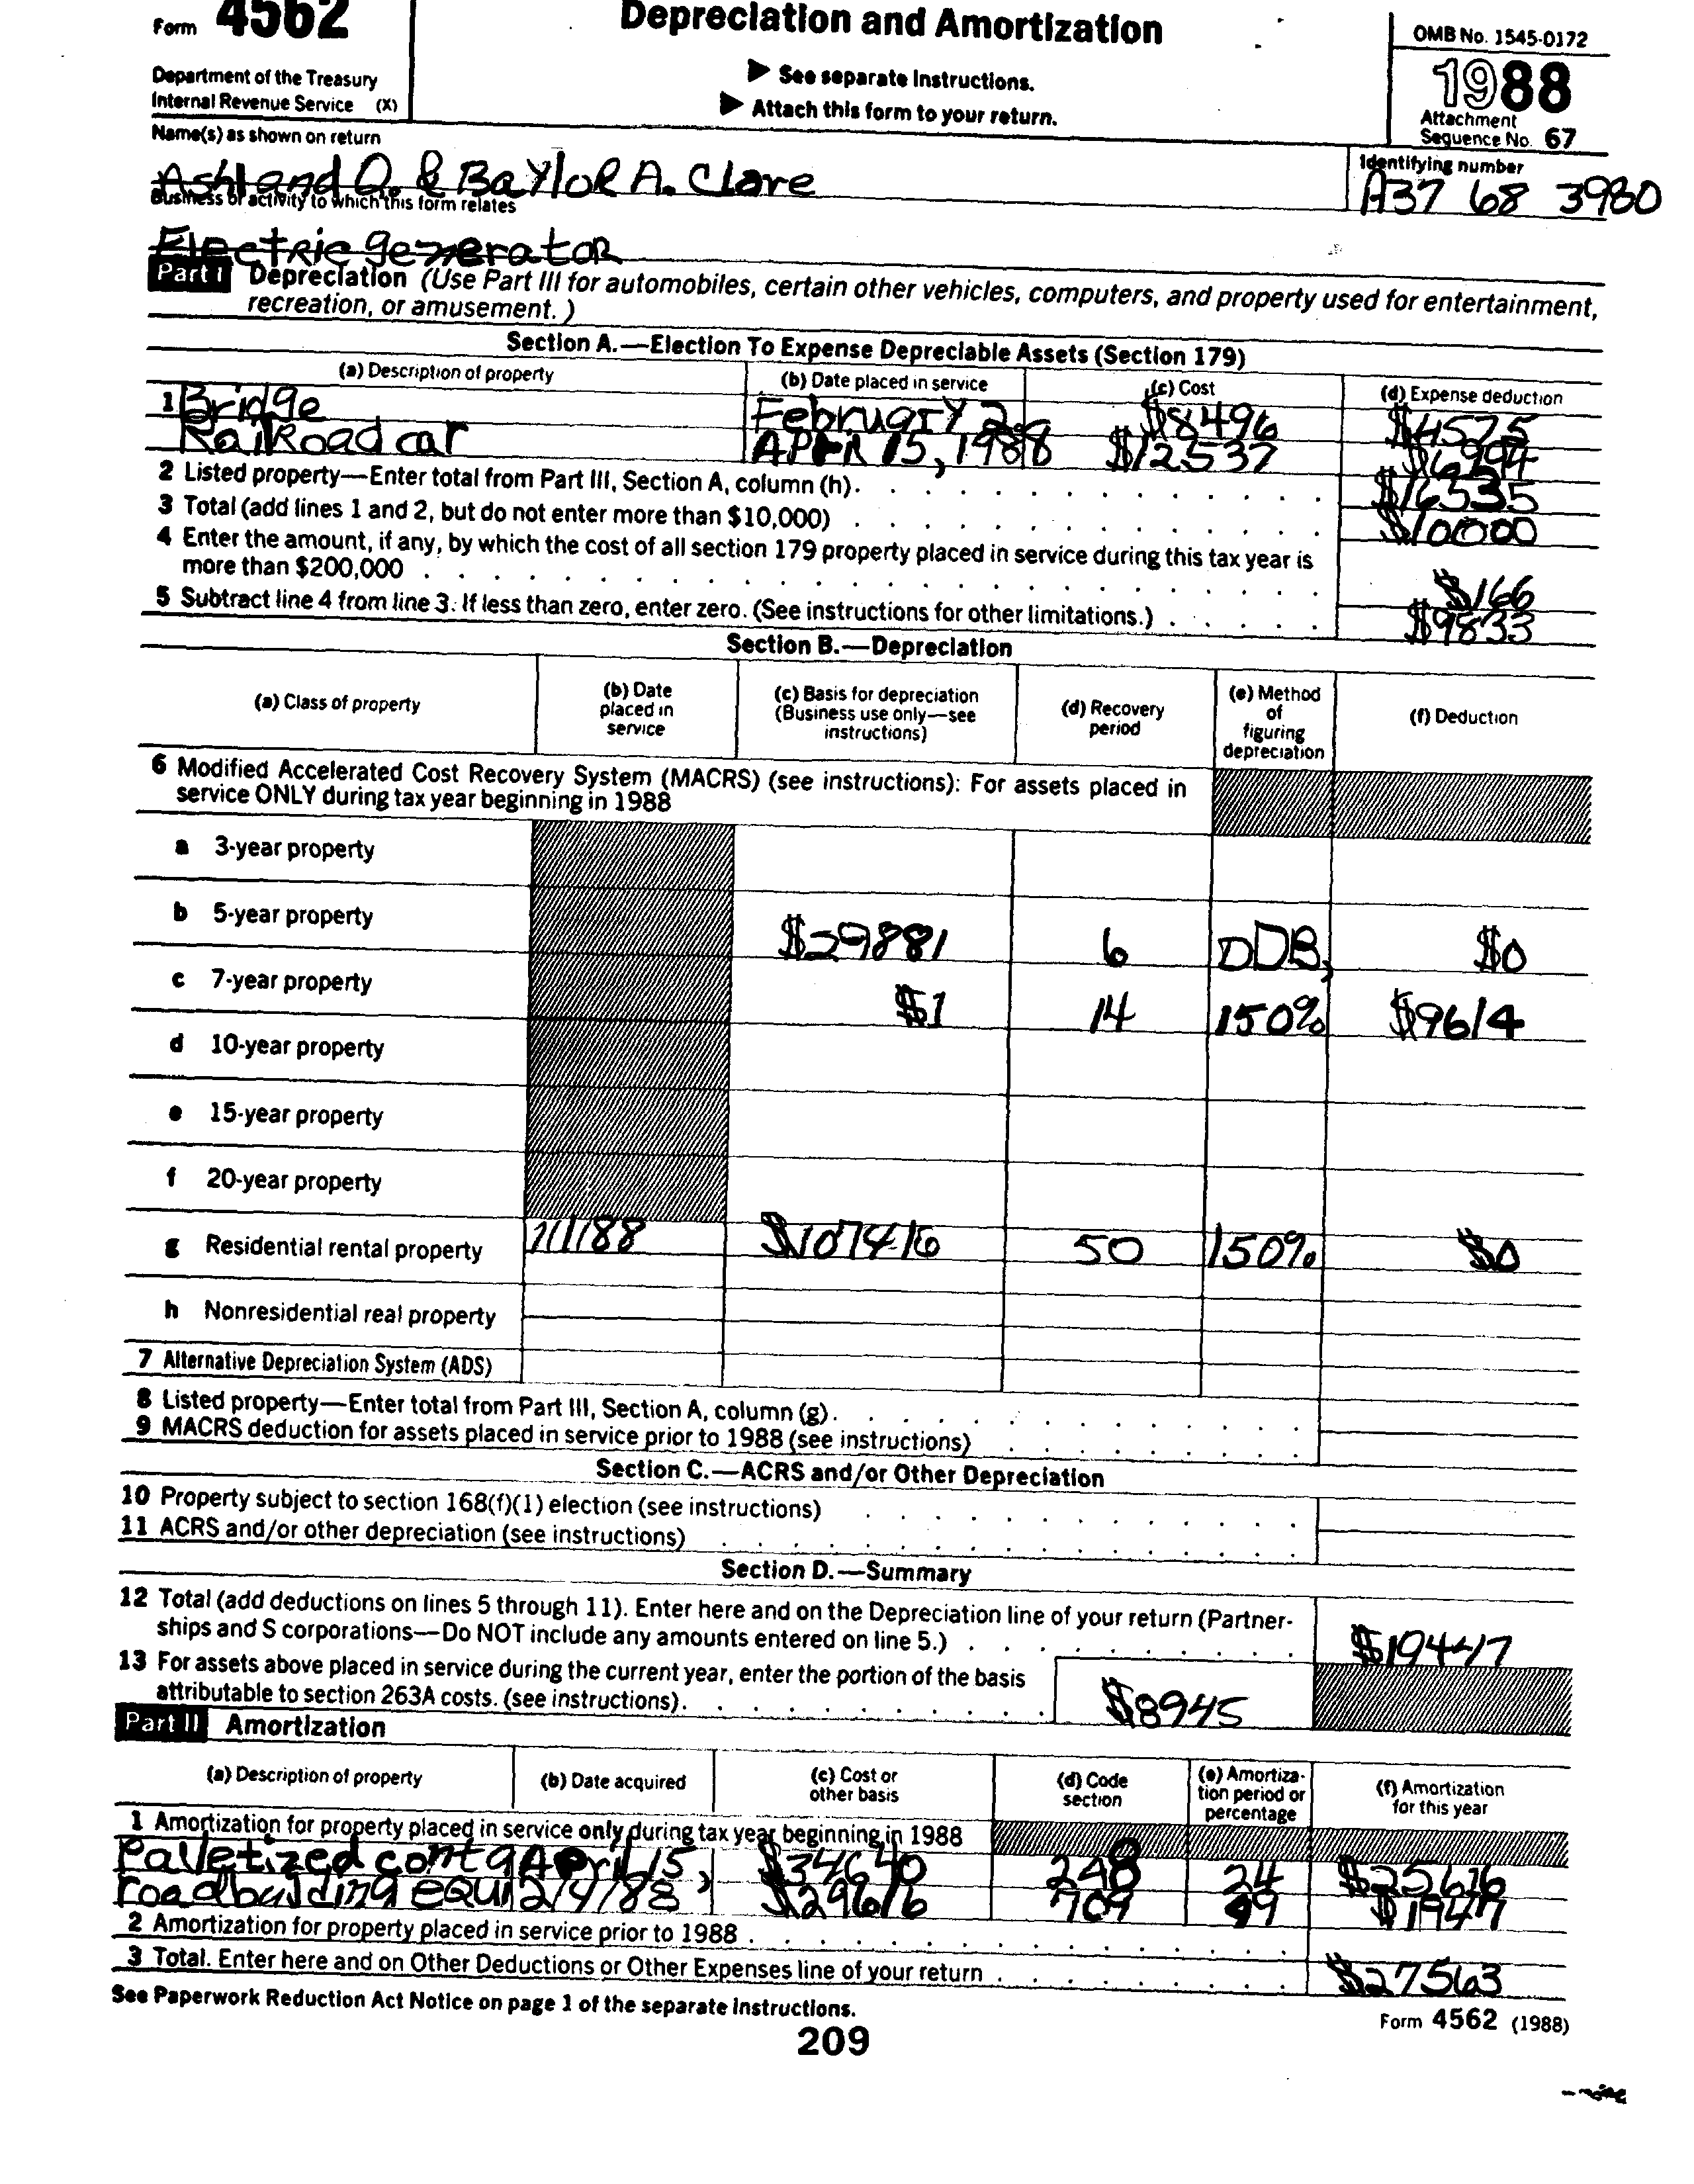 Form 4562
Depreciation and Amortization
OMB No. 1545-0172
Department of the Treasury
Internal Revenue Service (X)
▶ See separate instructions.
▶ Attach this form to your return.
1988
Attachment
Sequence No. 67
Name(s) as shown on return
Identifying number
Ashland O. & Baylor A. Clare
A37 68 3980
Business or activity to which this form relates
Electric generator
Part I Depreciation (Use Part III for automobiles, certain other vehicles, computers, and property used for entertainment,
recreation, or amusement.)
Section A.—Election To Expense Depreciable Assets (Section 179)
(a) Description of property (b) Date placed in service (c) Cost (d) Expense deduction
1 Bridge February 2, $8496 $4575
Railroad car April 15, 1988 $12537
2 Listed property—Enter total from Part III, Section A, column (h). $16535
3 Total (add lines 1 and 2, but do not enter more than $10,000) $10000
4 Enter the amount, if any, by which the cost of all section 179 property placed in service during this tax year is
more than $200,000 $166
5 Subtract line 4 from line 3. If less than zero, enter zero. (See instructions for other limitations.) $9833
Section B.—Depreciation
(a) Class of property (b) Date placed in service (c) Basis for depreciation (Business use only—see instructions) (d) Recovery period (e) Method of figuring depreciation (f) Deduction
6 Modified Accelerated Cost Recovery System (MACRS) (see instructions): For assets placed in
service ONLY during tax year beginning in 1988
a 3-year property
b 5-year property $29881 6 DDB, $0
c 7-year property $1 14 150% $9614
d 10-year property
e 15-year property
f 20-year property
g Residential rental property 7/1/88 $107416 50 150% $0
h Nonresidential real property
7 Alternative Depreciation System (ADS)
8 Listed property—Enter total from Part III, Section A, column (g).
9 MACRS deduction for assets placed in service prior to 1988 (see instructions)
Section C.—ACRS and/or Other Depreciation
10 Property subject to section 168(f)(1) election (see instructions)
11 ACRS and/or other depreciation (see instructions)
Section D.—Summary
12 Total (add deductions on lines 5 through 11). Enter here and on the Depreciation line of your return (Partner-
ships and S corporations—Do NOT include any amounts entered on line 5.) $19447
13 For assets above placed in service during the current year, enter the portion of the basis
attributable to section 263A costs. (see instructions). $8945
Part II Amortization
(a) Description of property (b) Date acquired (c) Cost or other basis (d) Code section (e) Amortization period or percentage (f) Amortization for this year
1 Amortization for property placed in service only during tax year beginning in 1988
Palletized conta April 15, $34640 248 24 $25616
roadbuilding equi 2/4/88 $29616 709 49 $1947
2 Amortization for property placed in service prior to 1988
3 Total. Enter here and on Other Deductions or Other Expenses line of your return $27563
See Paperwork Reduction Act Notice on page 1 of the separate instructions.
Form 4562 (1988)
209